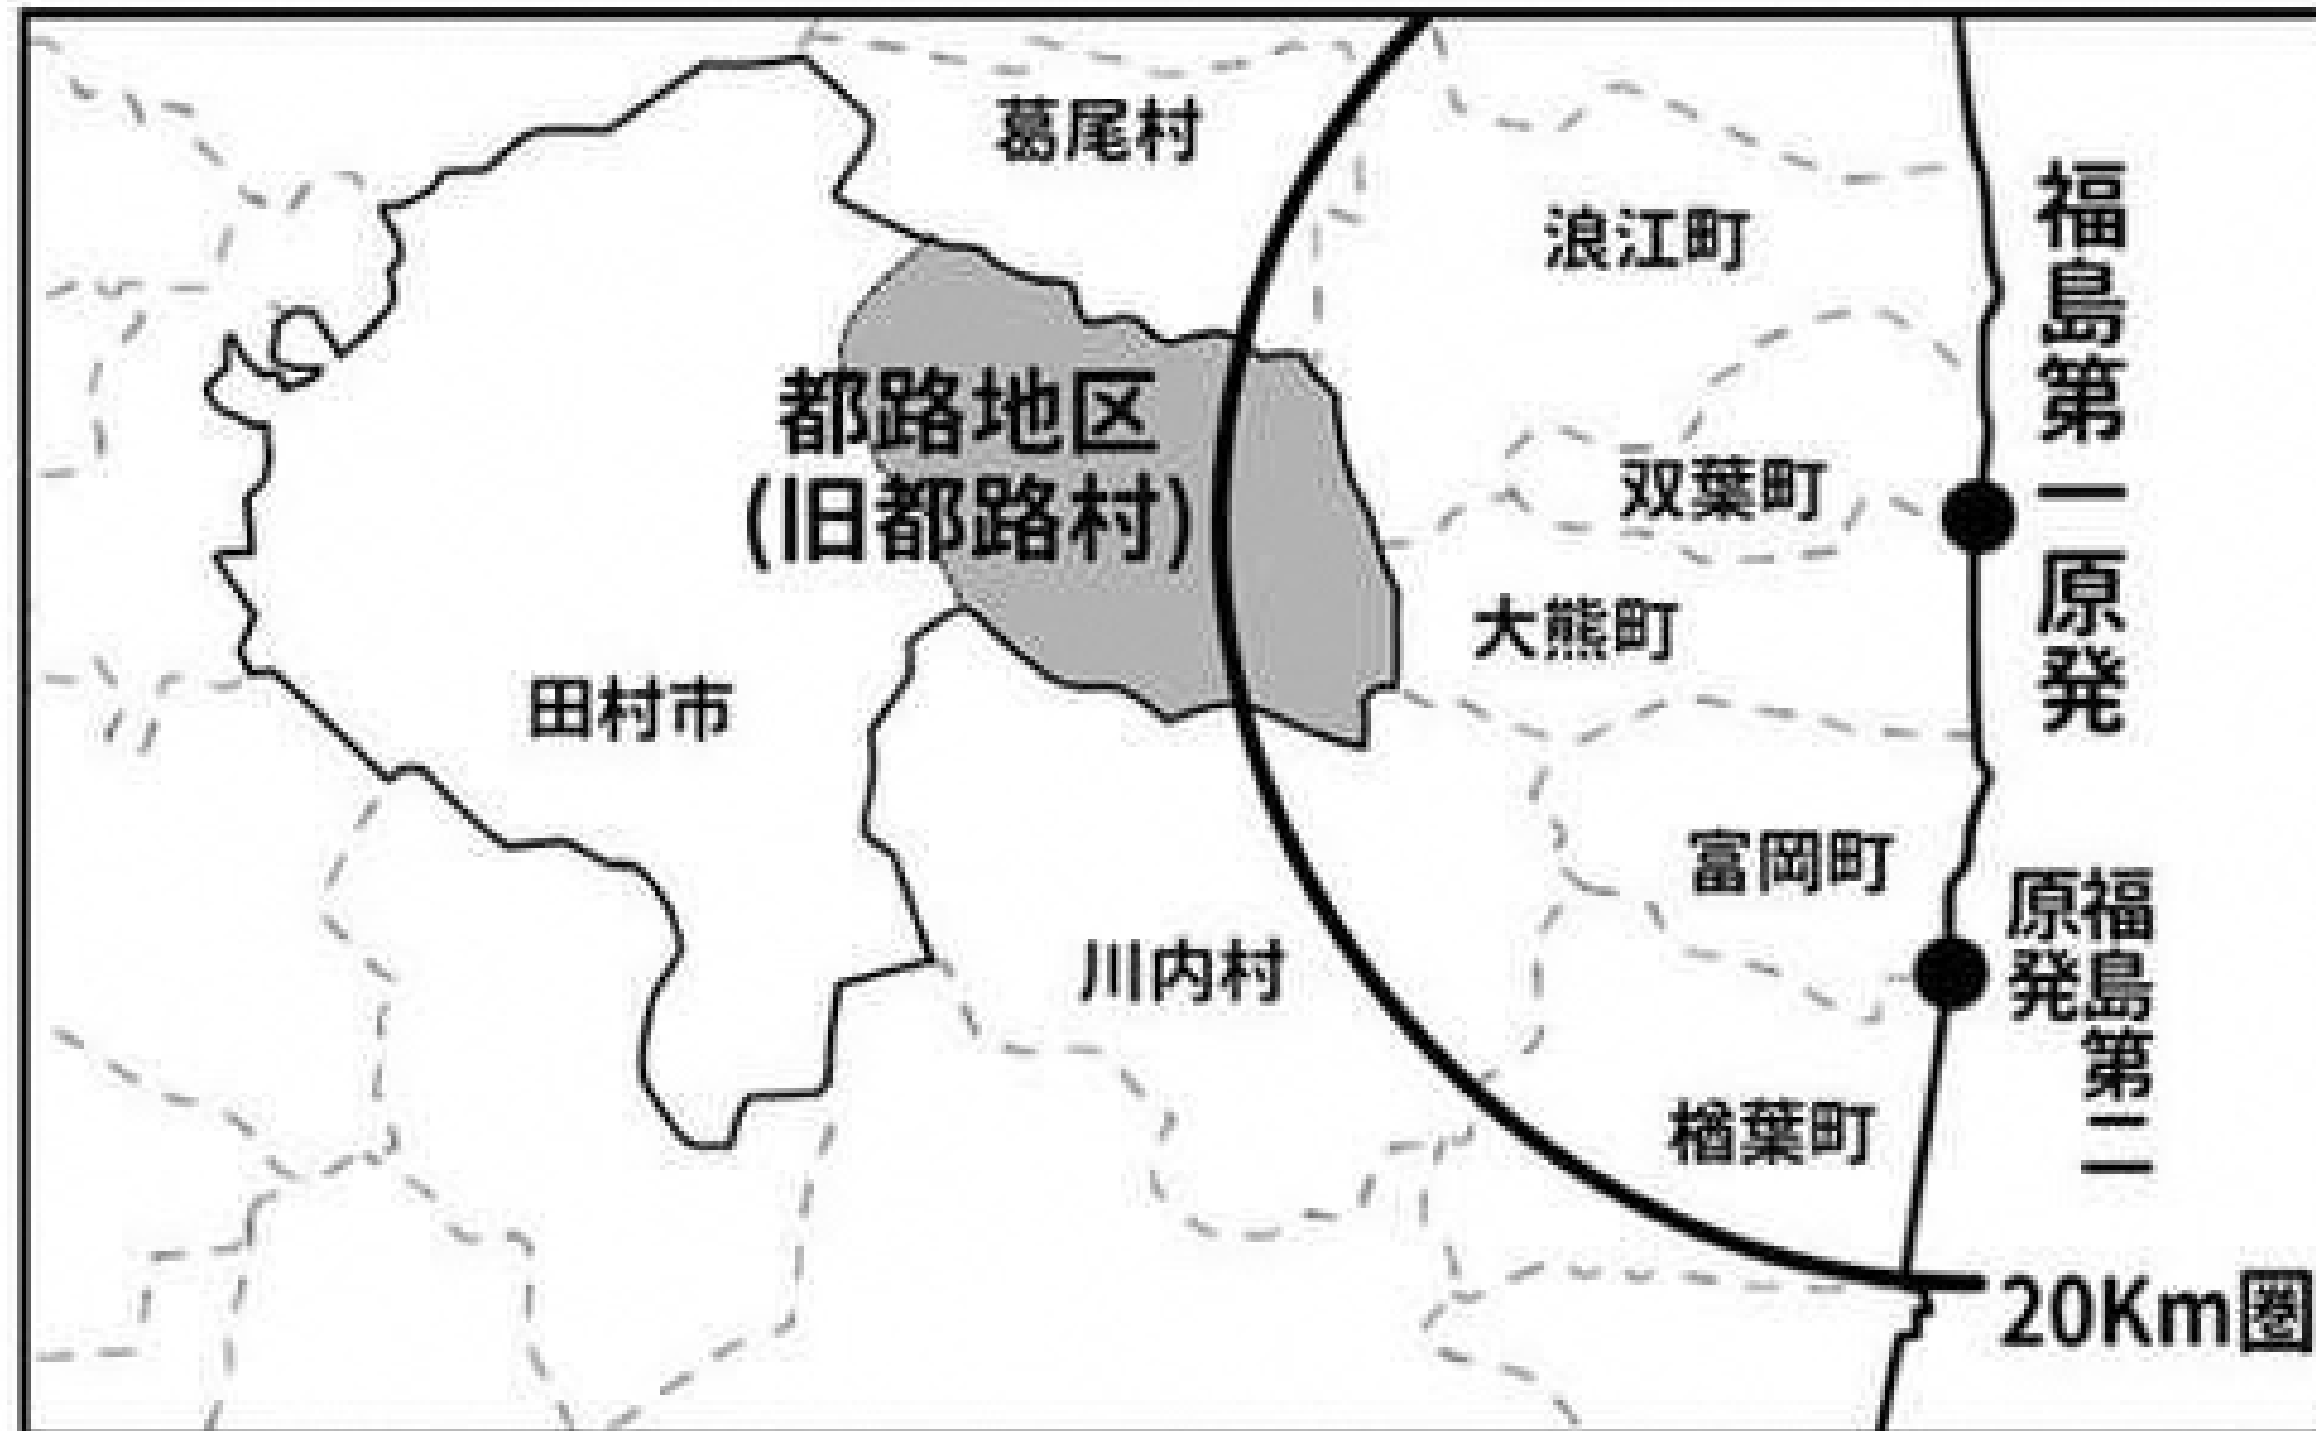 葛尾村
浪江町
福島第一原発
都路地区
(旧都路村)
双葉町
大熊町
田村市
富岡町
福島第二
原発
川内村
楢葉町
20Km圏